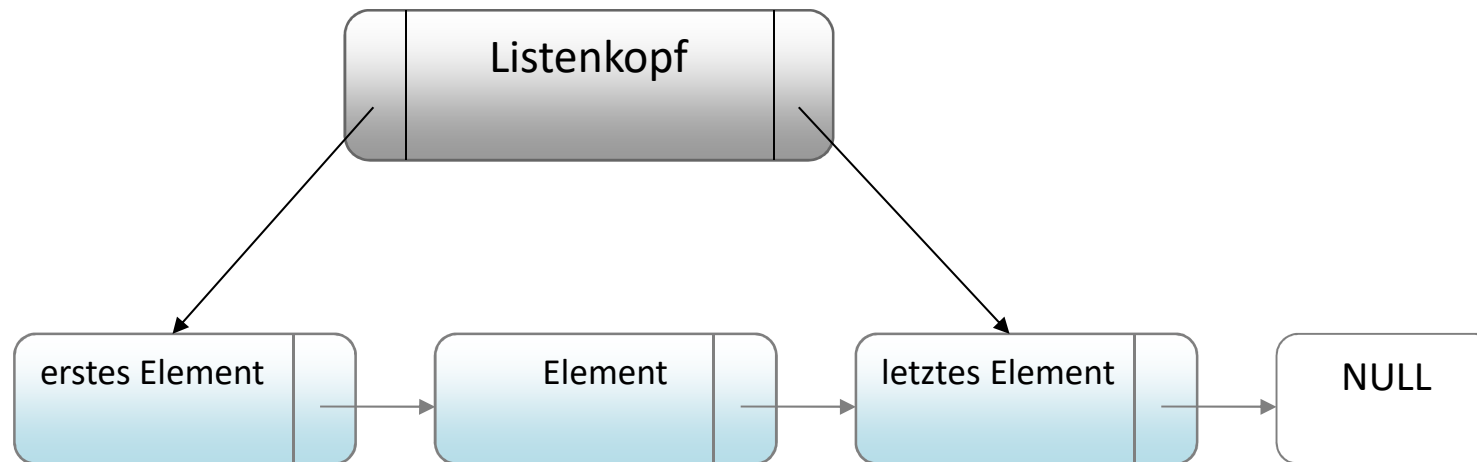 Listenkopf
erstes Element
Element
letztes Element
NULL